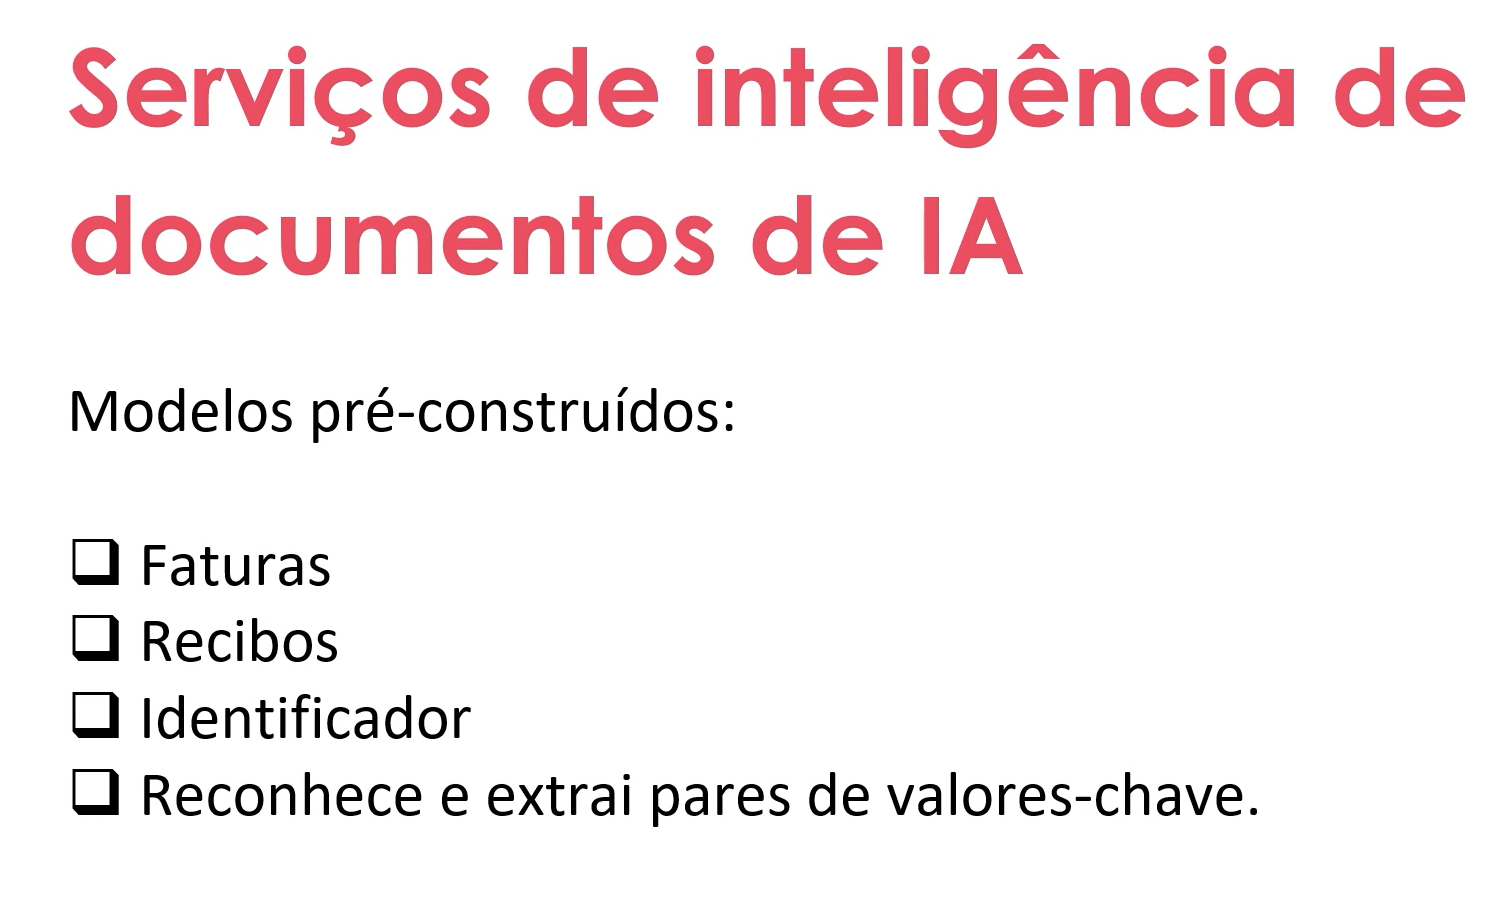 Serviços de inteligência de
documentos de IA
Modelos pré-construídos:
❑ Faturas
❑ Recibos
❑ Identificador
❑ Reconhece e extrai pares de valores-chave.